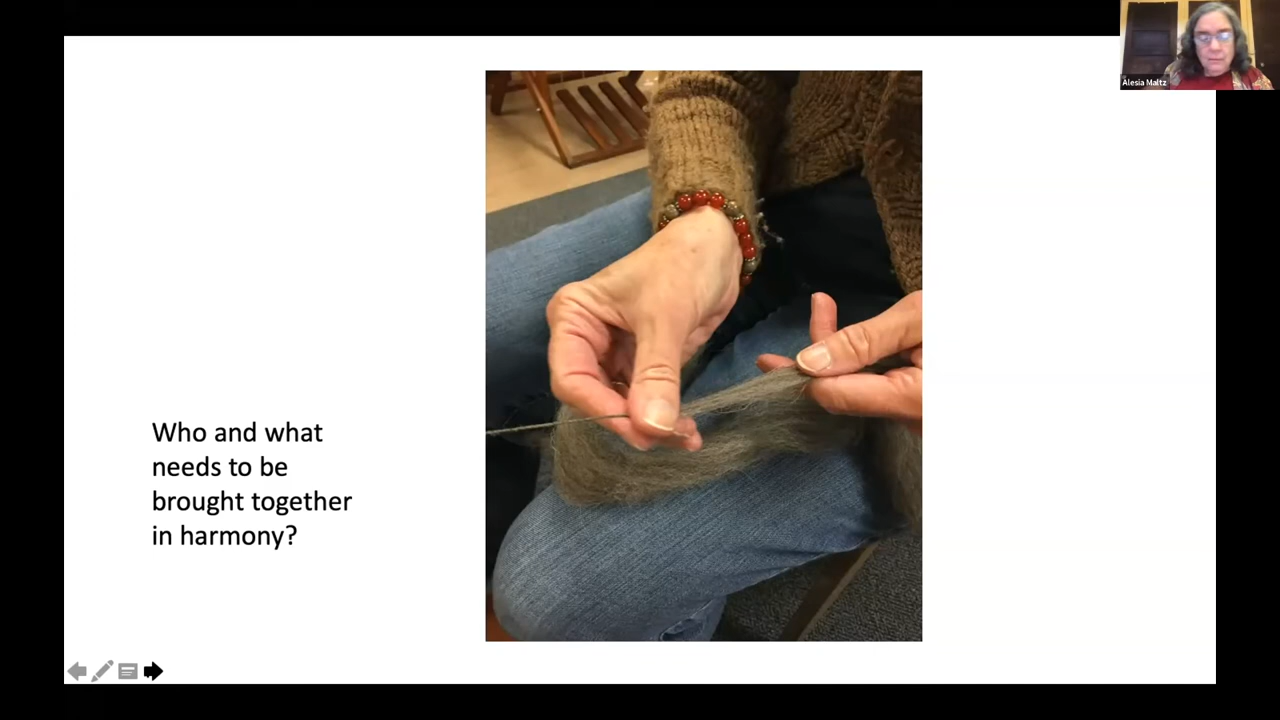 Alesia Maltz
Who and what
needs to be
brought together
in harmony?